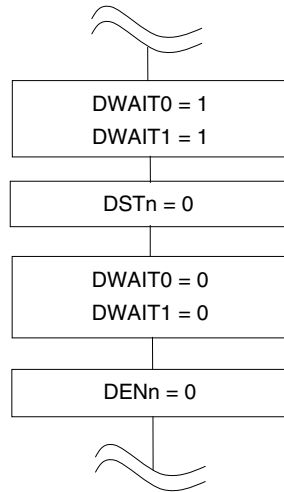 DWAIT0 = 1
DWAIT1 = 1
DSTn = 0
DWAIT0 = 0
DWAIT1 = 0
DENn = 0